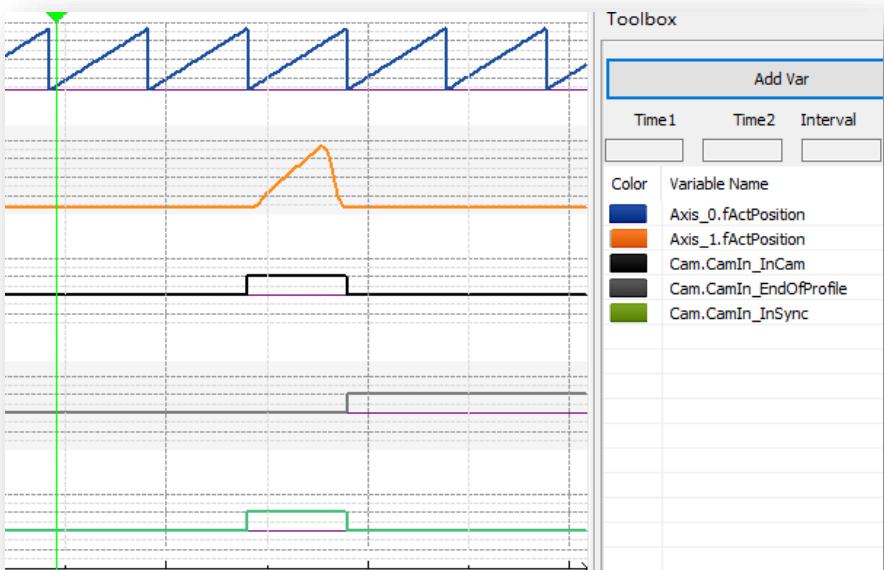 Toolbox
Add Var
Time1 Time2 Interval
Color Variable Name
Axis_0.fActPosition
Axis_1.fActPosition
Cam.CamIn_InCam
Cam.CamIn_EndOfProfile
Cam.CamIn_InSync